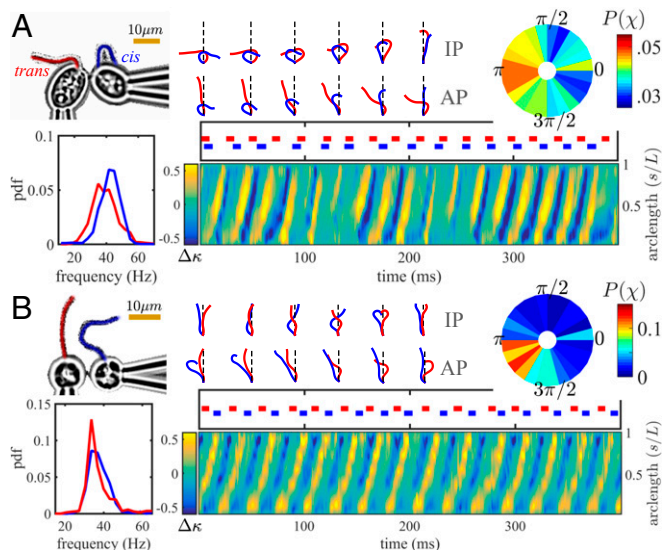 A
10μm
trans
cis
IP
AP
π/2
π
0
3π/2
P(χ)
.05
.03
0.1
0.05
0
pdf
20 40 60
frequency (Hz)
0.5
0
-0.5
Δκ
1
0.5
arclength (s/L)
100 200 300
time (ms)
B
10μm
IP
AP
π/2
π
0
3π/2
P(χ)
0.1
0
0.15
0.1
0.05
0
pdf
20 40 60
frequency (Hz)
0.5
0
-0.5
Δκ
1
0.5
arclength (s/L)
100 200 300
time (ms)